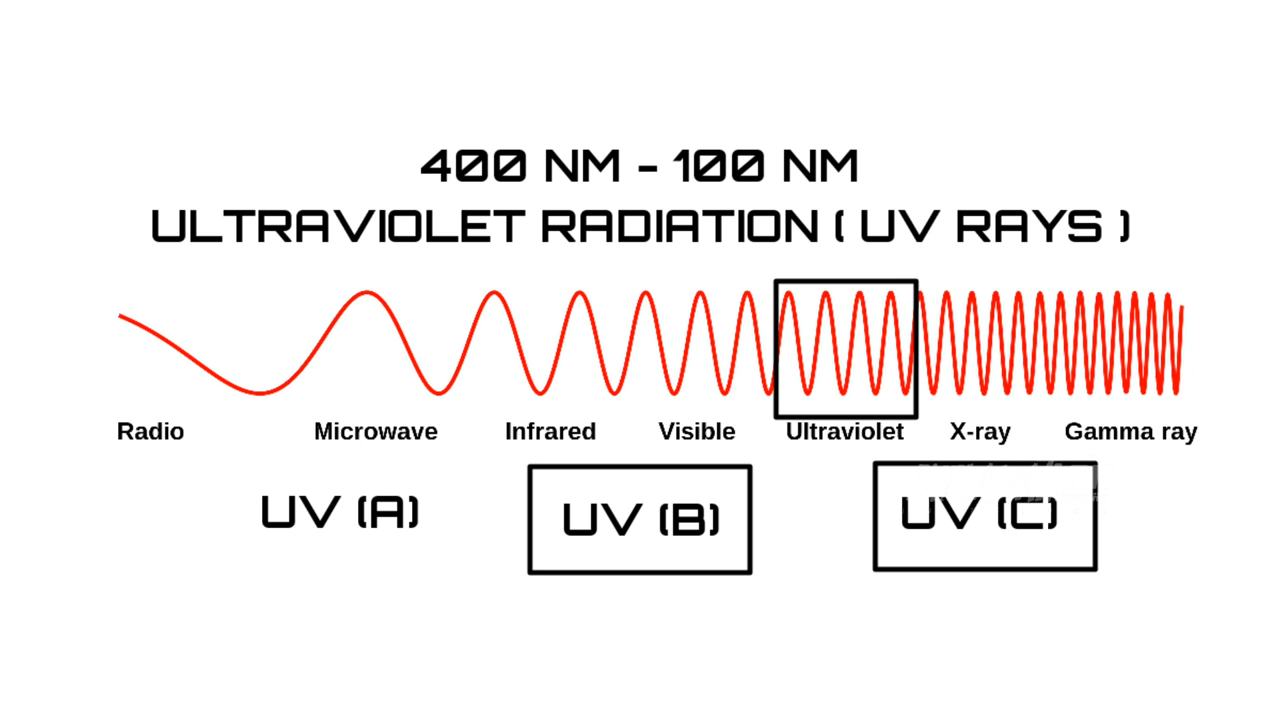 400 NM - 100 NM
ULTRAVIOLET RADIATION ( UV RAYS )
Radio Microwave Infrared Visible Ultraviolet X-ray Gamma ray
UV (A) UV (B) UV (C)